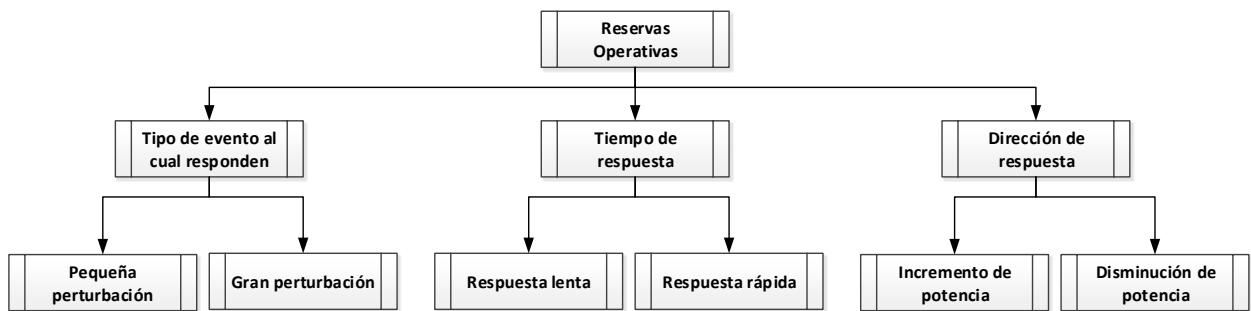 Reservas
Operativas
Tipo de evento al
cual responden
Tiempo de
respuesta
Dirección de
respuesta
Pequeña
perturbación
Gran perturbación
Respuesta lenta
Respuesta rápida
Incremento de
potencia
Disminución de
potencia